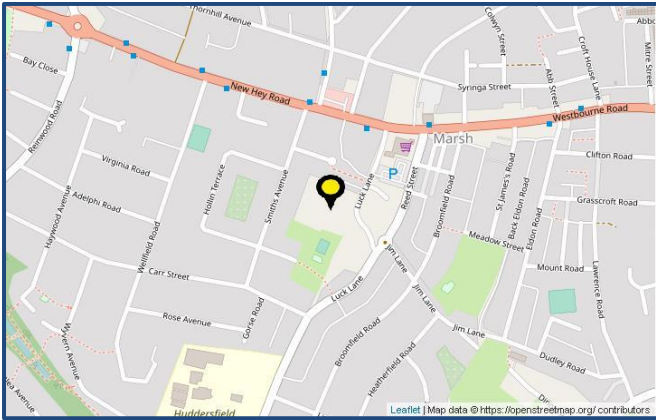 Thornhill Avenue
Colwyn Street
Croft House Lane
Mitre Street
Abb Street
Bay Close
Syringa Street
New Hey Road
Westbourne Road
Reinwood Road
Marsh
P
Virginia Road
Hollin Terrace
Smiths Avenue
Luck Lane
Reed Street
Broomfield Road
St James's Road
Back Eldon Road
Eldon Road
Clifton Road
Grasscroft Road
Haywood Avenue
Adelphi Road
Wellfield Road
Meadow Street
Carr Street
Jim Lane
Mount Road
Lawrence Road
Luck Lane
Jim Lane
Rose Avenue
Gorse Road
Broomfield Road
Jim Lane
Dudley Road
Heatherfield Road
Huddersfield
Leaflet | Map data @ https://openstreetmap.org/ contributors